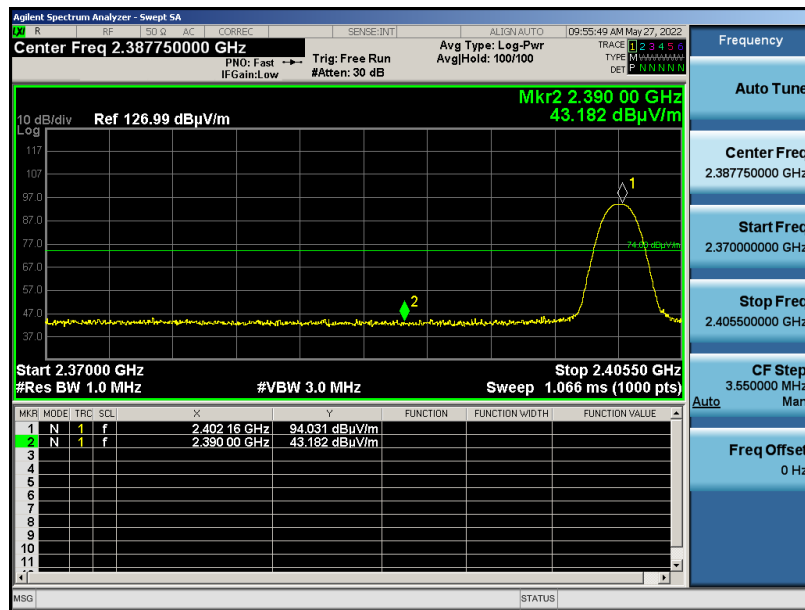 Agilent Spectrum Analyzer - Swept SA
LXI R RF 50 Ω AC CORREC SENSE:INT ALIGN AUTO 09:55:49 AM May 27, 2022
Center Freq 2.387750000 GHz
PNO: Fast
IFGain:Low
Trig: Free Run
#Atten: 30 dB
Avg Type: Log-Pwr
Avg|Hold: 100/100
TRACE 1 2 3 4 5 6
TYPE M
DET P N N N N N
Mkr2 2.390 00 GHz
43.182 dBµV/m
10 dB/div Ref 126.99 dBµV/m
Log
117
107
97.0
87.0
77.0
67.0
57.0
47.0
37.0
1
74.00 dBµV/m
2
Start 2.37000 GHz Stop 2.40550 GHz
#Res BW 1.0 MHz #VBW 3.0 MHz Sweep 1.066 ms (1000 pts)
MKR MODE TRC SCL X Y FUNCTION FUNCTION WIDTH FUNCTION VALUE
1 N 1 f 2.402 16 GHz 94.031 dBµV/m
2 N 1 f 2.390 00 GHz 43.182 dBµV/m
3
4
5
6
7
8
9
10
11
MSG STATUS
Frequency
Auto Tune
Center Freq
2.387750000 GHz
Start Freq
2.370000000 GHz
Stop Freq
2.405500000 GHz
CF Step
3.550000 MHz
Auto Man
Freq Offset
0 Hz